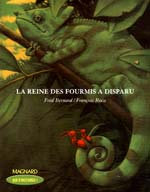 LA REINE DES FOURMIS A DISPARU
Fred Bernard / François Roca
MAGNARD